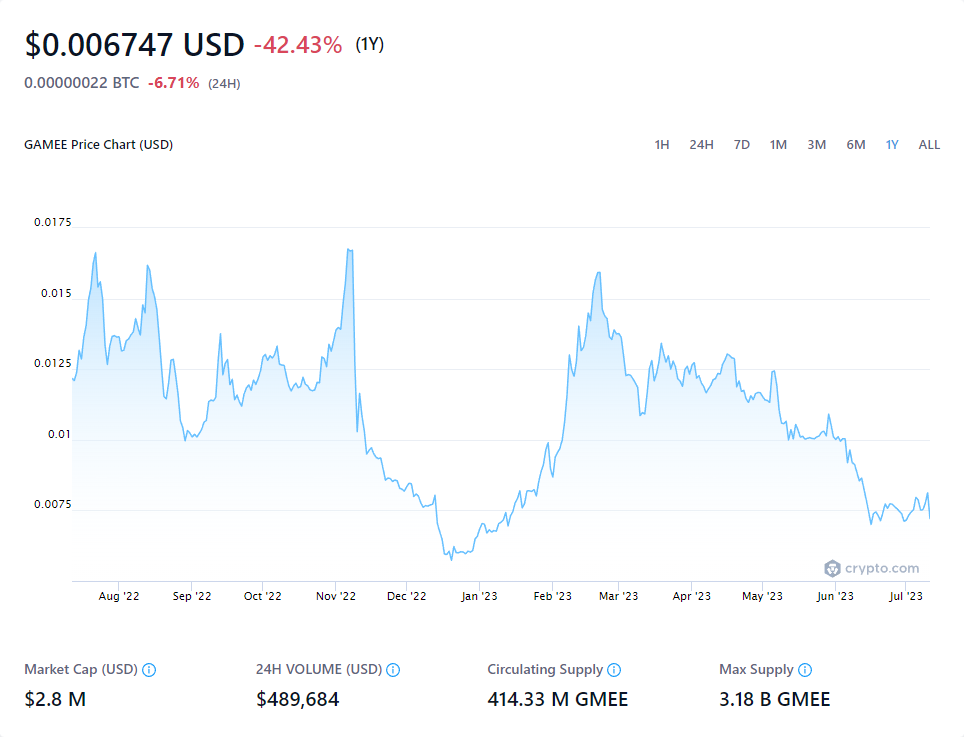 $0.006747 USD -42.43% (1Y)
0.00000022 BTC -6.71% (24H)
GAMEE Price Chart (USD) 1H 24H 7D 1M 3M 6M 1Y ALL
0.0175
0.015
0.0125
0.01
0.0075
crypto.com
Aug '22 Sep '22 Oct '22 Nov '22 Dec '22 Jan '23 Feb '23 Mar '23 Apr '23 May '23 Jun '23 Jul '23
Market Cap (USD) 24H VOLUME (USD) Circulating Supply Max Supply
$2.8 M $489,684 414.33 M GMEE 3.18 B GMEE